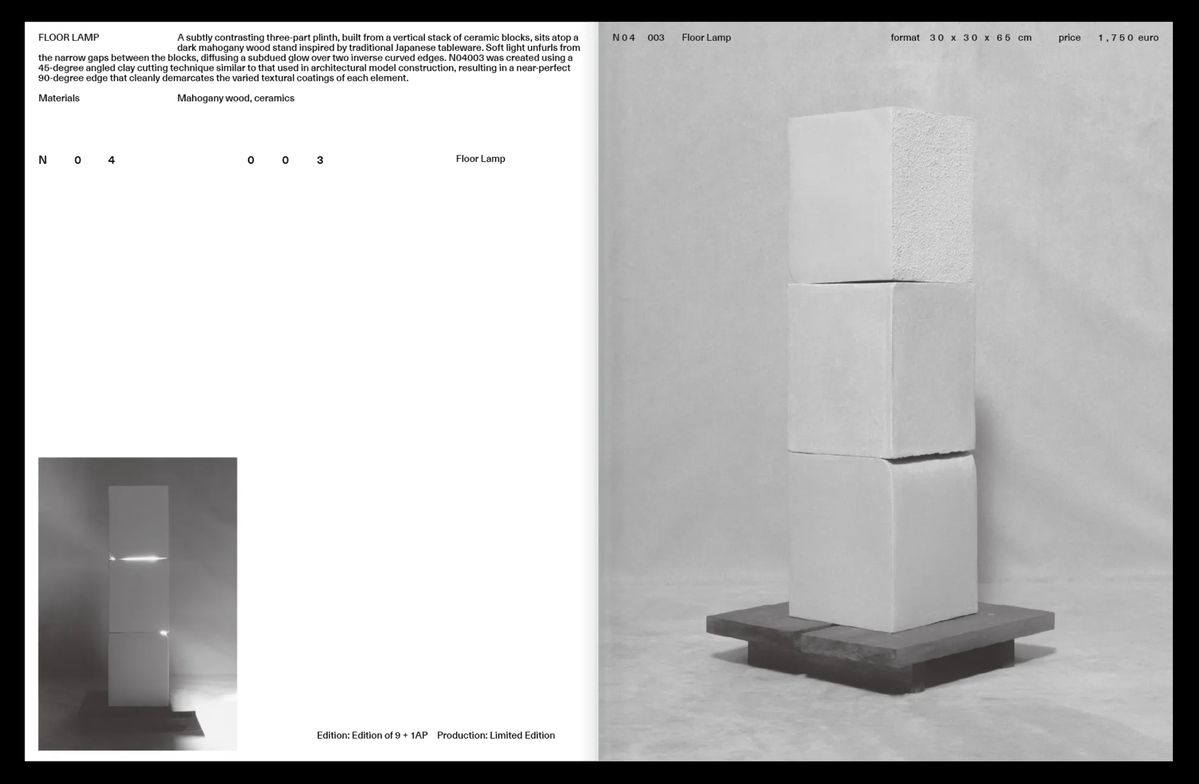 FLOOR LAMP A subtly contrasting three-part plinth, built from a vertical stack of ceramic blocks, sits atop a
dark mahogany wood stand inspired by traditional Japanese tableware. Soft light unfurls from
the narrow gaps between the blocks, diffusing a subdued glow over two inverse curved edges. N04003 was created using a
45-degree angled clay cutting technique similar to that used in architectural model construction, resulting in a near-perfect
90-degree edge that cleanly demarcates the varied textural coatings of each element.
Materials Mahogany wood, ceramics
N 0 4 0 0 3 Floor Lamp
Edition: Edition of 9 + 1AP Production: Limited Edition
N04 003 Floor Lamp format 30 x 30 x 65 cm price 1,750 euro